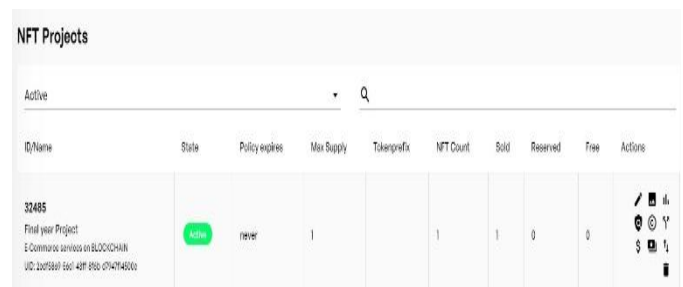 NFT Projects
Active
ID/Name State Policy expires Max Supply Tokenprefix NFT Count Sold Reserved Free Actions
32485
Final year Project
E-Commerce services on BLOCKCHAIN
Active never 1 1 1 0 0
UID: